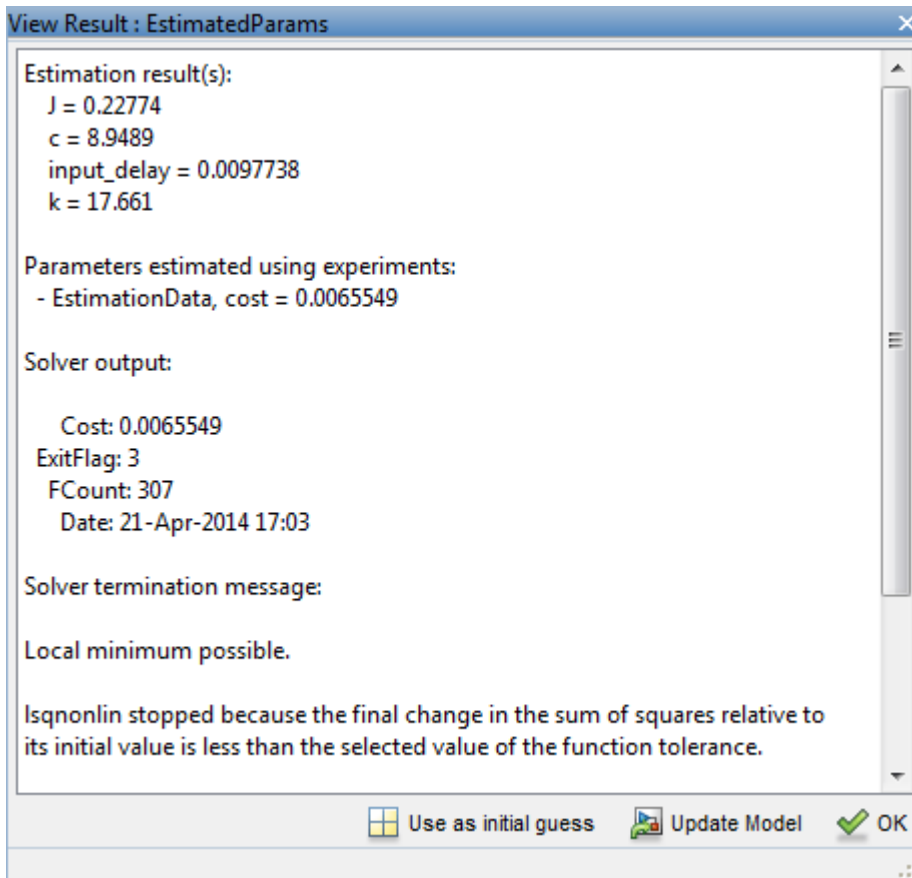 View Result : EstimatedParams
Estimation result(s):
J = 0.22774
c = 8.9489
input_delay = 0.0097738
k = 17.661
Parameters estimated using experiments:
- EstimationData, cost = 0.0065549
Solver output:
Cost: 0.0065549
ExitFlag: 3
FCount: 307
Date: 21-Apr-2014 17:03
Solver termination message:
Local minimum possible.
lsqnonlin stopped because the final change in the sum of squares relative to
its initial value is less than the selected value of the function tolerance.
Use as initial guess Update Model OK